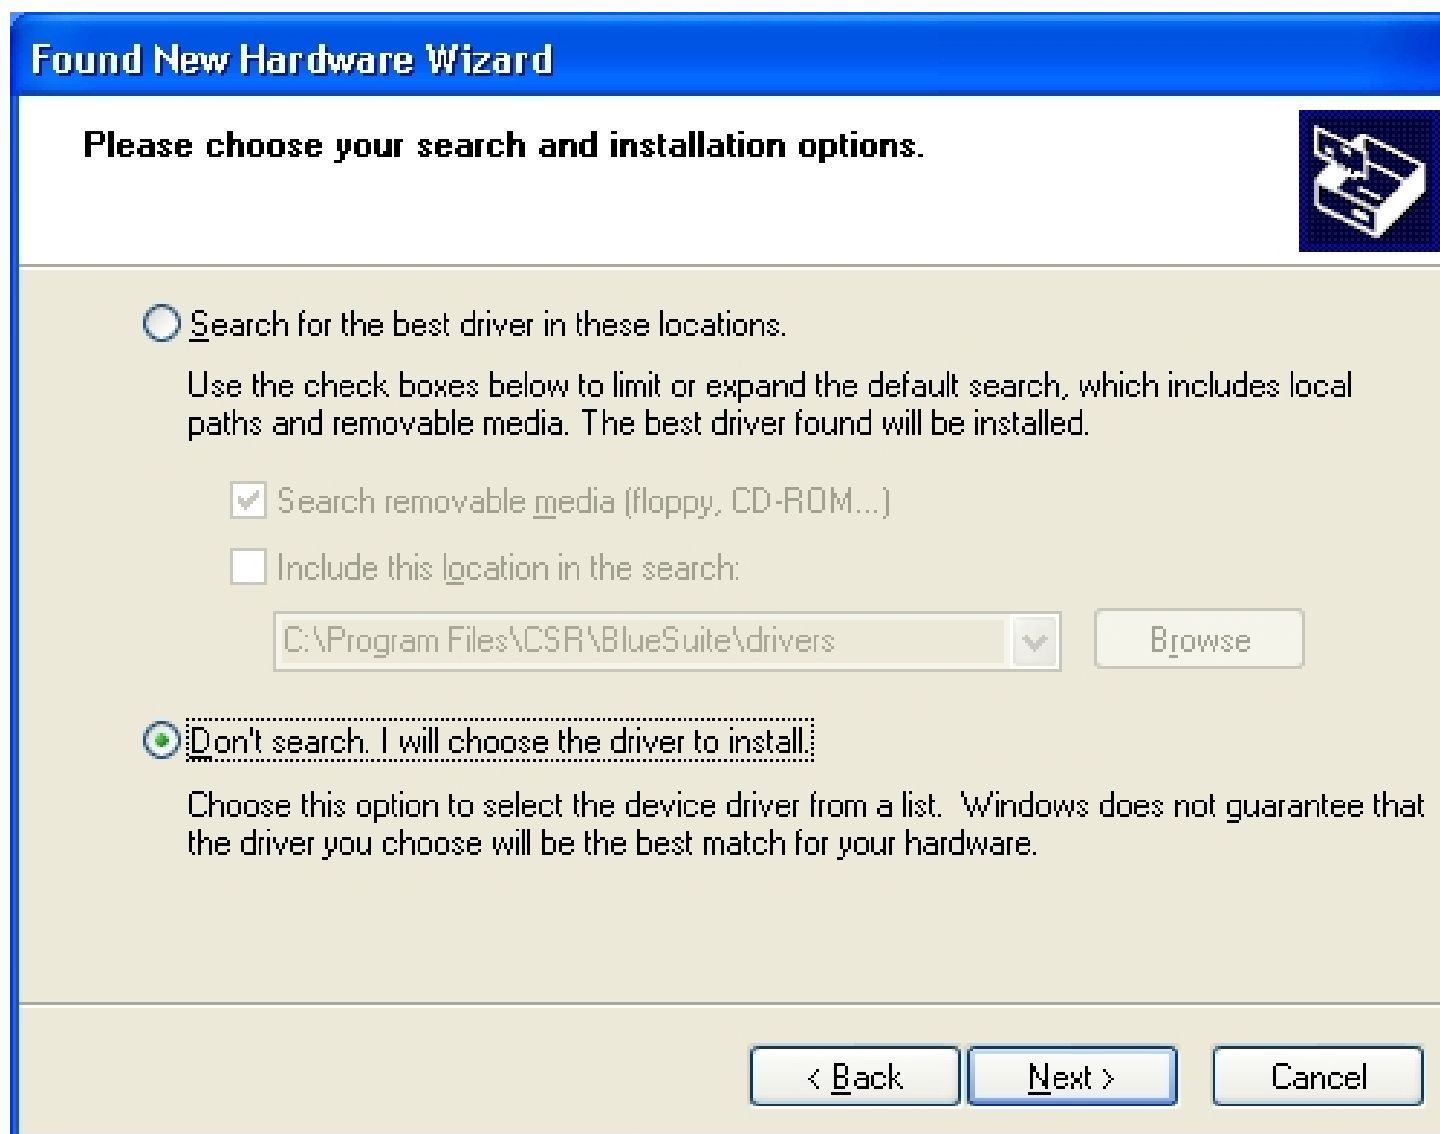 Found New Hardware Wizard
Please choose your search and installation options.
Search for the best driver in these locations.
Use the check boxes below to limit or expand the default search, which includes local
paths and removable media. The best driver found will be installed.
Search removable media (floppy, CD-ROM...)
Include this location in the search:
C:\Program Files\CSR\BlueSuite\drivers
Browse
Don't search. I will choose the driver to install.
Choose this option to select the device driver from a list.  Windows does not guarantee that
the driver you choose will be the best match for your hardware.
< Back
Next >
Cancel